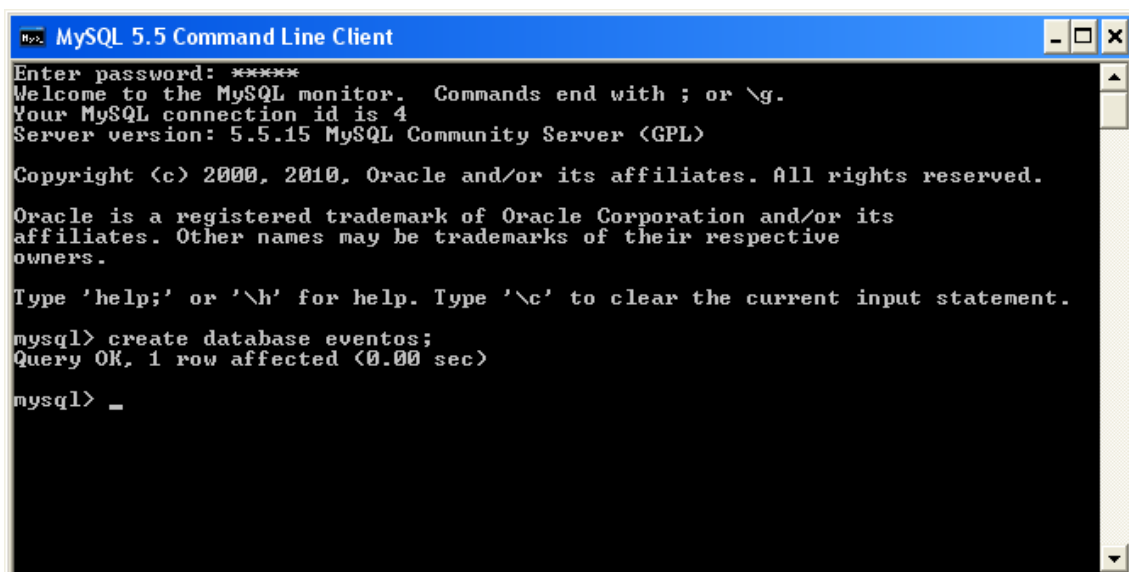 MySQL 5.5 Command Line Client
Enter password: *****
Welcome to the MySQL monitor.  Commands end with ; or \g.
Your MySQL connection id is 4
Server version: 5.5.15 MySQL Community Server (GPL)
Copyright (c) 2000, 2010, Oracle and/or its affiliates. All rights reserved.
Oracle is a registered trademark of Oracle Corporation and/or its
affiliates. Other names may be trademarks of their respective
owners.
Type 'help;' or '\h' for help. Type '\c' to clear the current input statement.
mysql> create database eventos;
Query OK, 1 row affected (0.00 sec)
mysql> _